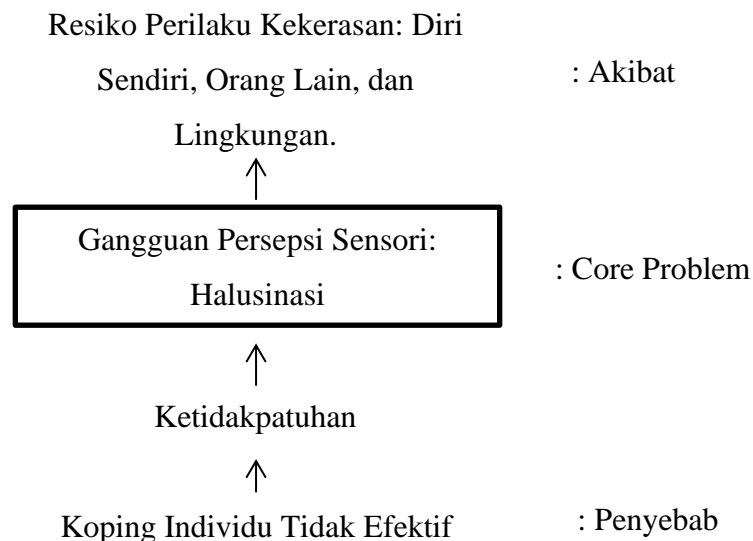 Resiko Perilaku Kekerasan: Diri
Sendiri, Orang Lain, dan
: Akibat
Lingkungan.
Gangguan Persepsi Sensori:
: Core Problem
Halusinasi
Ketidakpatuhan
Koping Individu Tidak Efektif
: Penyebab